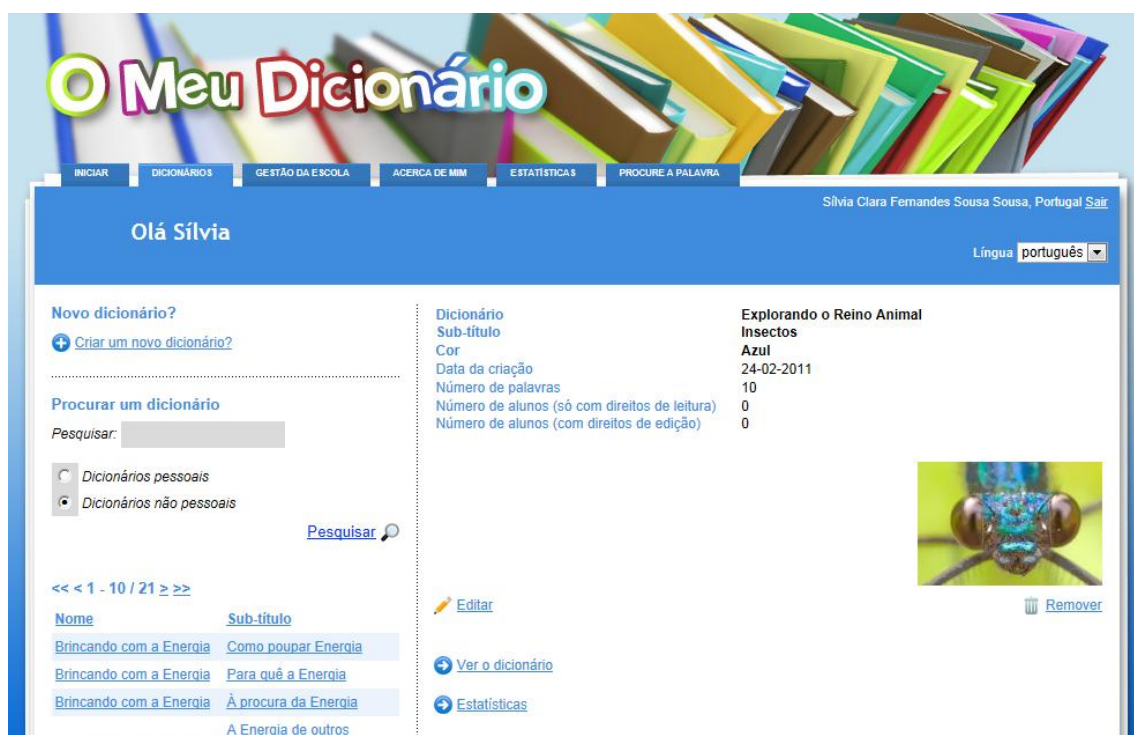 O Meu Dicionário
INICIAR DICIONÁRIOS GESTÃO DA ESCOLA ACERCA DE MIM ESTATÍSTICAS PROCURE A PALAVRA
Sílvia Clara Fernandes Sousa Sousa, Portugal Sair
Olá Sílvia
Língua português
Novo dicionário?
Criar um novo dicionário?
Procurar um dicionário
Pesquisar:
Dicionários pessoais
Dicionários não pessoais
Pesquisar
<< < 1 - 10 / 21 > >>
Nome Sub-título
Brincando com a Energia Como poupar Energia
Brincando com a Energia Para quê a Energia
Brincando com a Energia À procura da Energia
A Energia de outros
Dicionário Explorando o Reino Animal
Sub-título Insectos
Cor Azul
Data da criação 24-02-2011
Número de palavras 10
Número de alunos (só com direitos de leitura) 0
Número de alunos (com direitos de edição) 0
Editar Remover
Ver o dicionário
Estatísticas